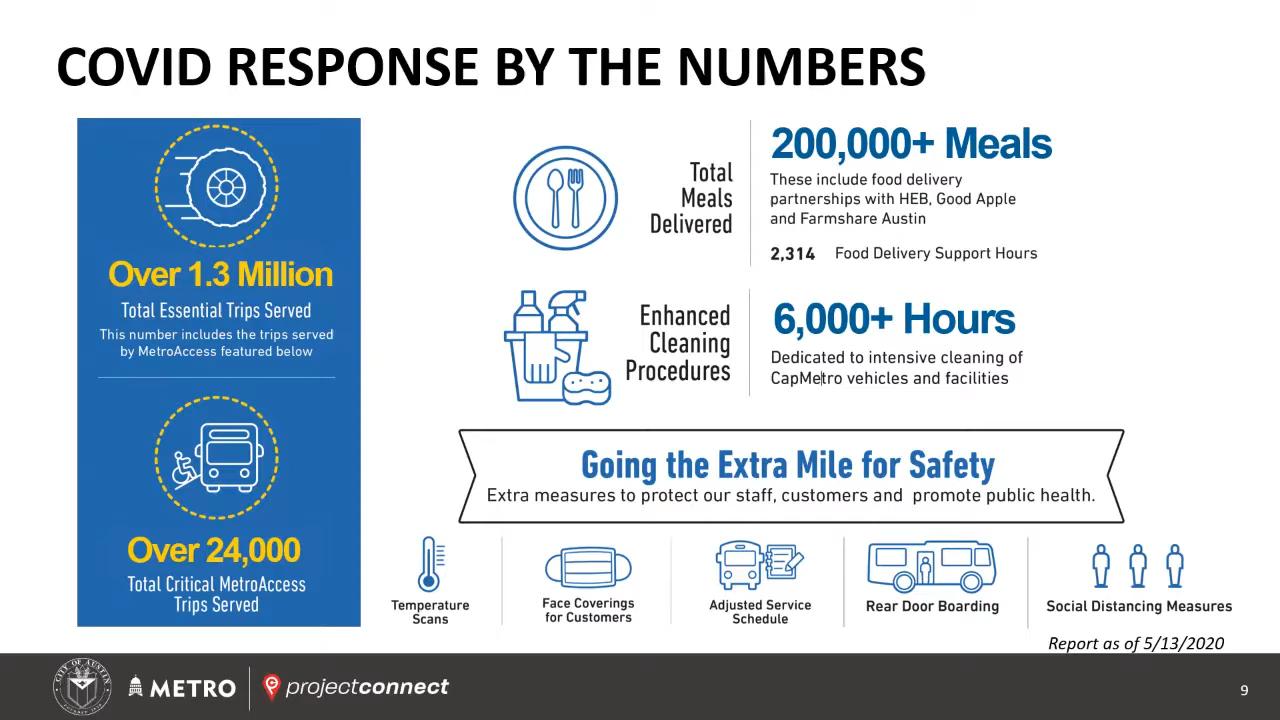 COVID RESPONSE BY THE NUMBERS
Over 1.3 Million
Total Essential Trips Served
This number includes the trips served
by MetroAccess featured below
Over 24,000
Total Critical MetroAccess
Trips Served
Total
Meals
Delivered
200,000+ Meals
These include food delivery
partnerships with HEB, Good Apple
and Farmshare Austin
2,314 Food Delivery Support Hours
Enhanced
Cleaning
Procedures
6,000+ Hours
Dedicated to intensive cleaning of
CapMetro vehicles and facilities
Going the Extra Mile for Safety
Extra measures to protect our staff, customers and promote public health.
Temperature
Scans
Face Coverings
for Customers
Adjusted Service
Schedule
Rear Door Boarding
Social Distancing Measures
Report as of 5/13/2020
CITY OF AUSTIN
METRO
projectconnect
9